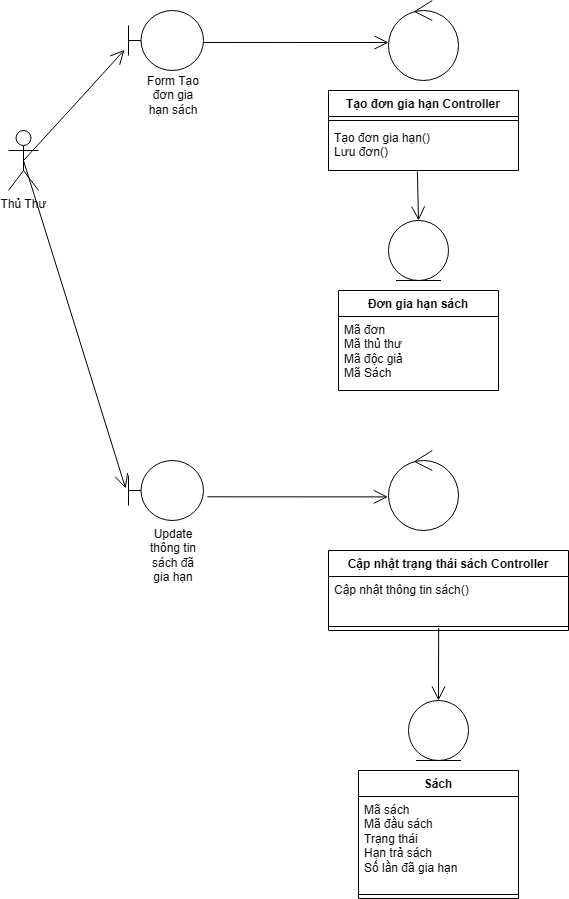 Form Tạo
đơn gia
hạn sách
Tạo đơn gia hạn Controller
Tạo đơn gia hạn()
Lưu đơn()
Thủ Thư
Đơn gia hạn sách
Mã đơn
Mã thủ thư
Mã độc giả
Mã Sách
Update
thông tin
sách đã
gia hạn
Cập nhật trạng thái sách Controller
Cập nhật thông tin sách()
Sách
Mã sách
Mã đầu sách
Trạng thái
Hạn trả sách
Số lần đã gia hạn